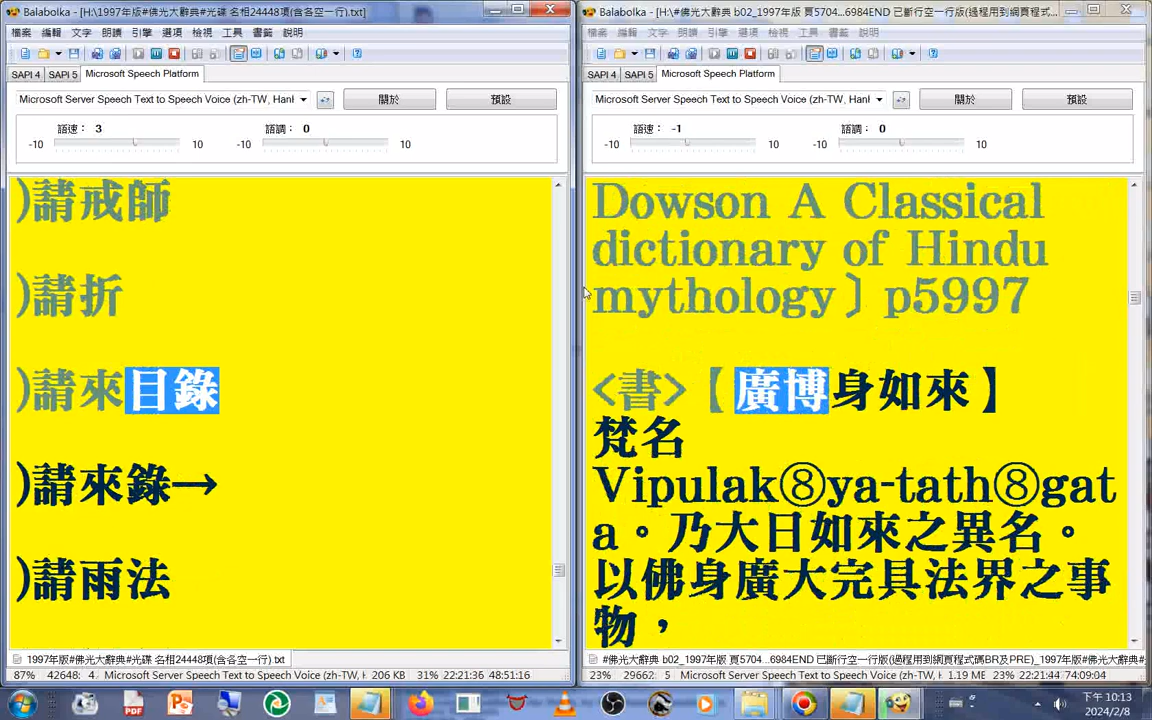 Balabolka - [H:\1997年版#佛光大辭典#光碟 名相24448項(含各空一行).txt]
檔案 編輯 文字 朗讀 引擎 選項 檢視 工具 書籤 說明
SAPI 4 SAPI 5 Microsoft Speech Platform
Microsoft Server Speech Text to Speech Voice (zh-TW, Hanl 關於 預設
語速： 3 語調： 0
-10 10 -10 10
)請戒師
)請折
)請來目錄
)請來錄→
)請雨法
1997年版#佛光大辭典#光碟 名相24448項(含各空一行).txt
87% 42648: 4 Microsoft Server Speech Text to Speech Voice 206 KB 31% 22:21:36 48:51:16
Balabolka - [H:\#佛光大辭典 b02_1997年版 頁5704...6984END 已斷行空一行版(過程用到網頁程式...
檔案 編輯 文字 朗讀 引擎 選項 檢視 工具 書籤 說明
SAPI 4 SAPI 5 Microsoft Speech Platform
Microsoft Server Speech Text to Speech Voice (zh-TW, Hanl 關於 預設
語速： -1 語調： 0
-10 10 -10 10
Dowson A Classical
dictionary of Hindu
mythology〕p5997
<書>【廣博身如來】
梵名
Vipulak⑧ya-tath⑧gat
a。乃大日如來之異名。
以佛身廣大完具法界之事
物，
#佛光大辭典 b02_1997年版 頁5704...6984END 已斷行空一行版(過程用到網頁程式碼BR及PRE)_1997年版#
23% 29662: 5 Microsoft Server Speech Text to Speech Voice 1.19 ME 23% 22:21:44 74:09:04
下午 10:13
2024/2/8